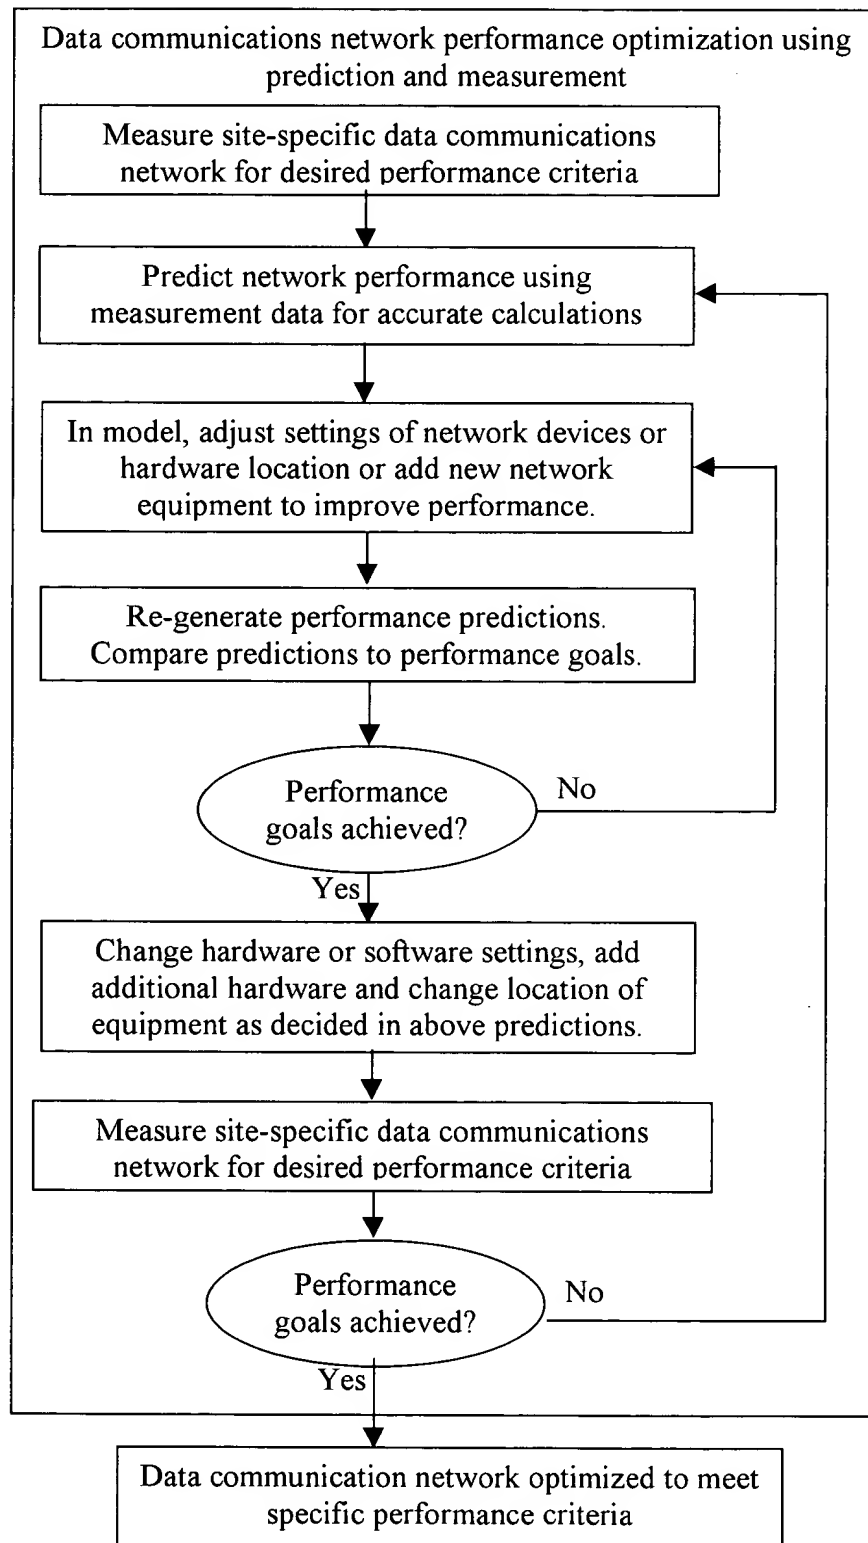 Data communications network performance optimization using
prediction and measurement
Measure site-specific data communications
network for desired performance criteria
Predict network performance using
measurement data for accurate calculations
In model, adjust settings of network devices or
hardware location or add new network
equipment to improve performance.
Re-generate performance predictions.
Compare predictions to performance goals.
Performance
goals achieved?
No
Yes
Change hardware or software settings, add
additional hardware and change location of
equipment as decided in above predictions.
Measure site-specific data communications
network for desired performance criteria
Performance
goals achieved?
No
Yes
Data communication network optimized to meet
specific performance criteria